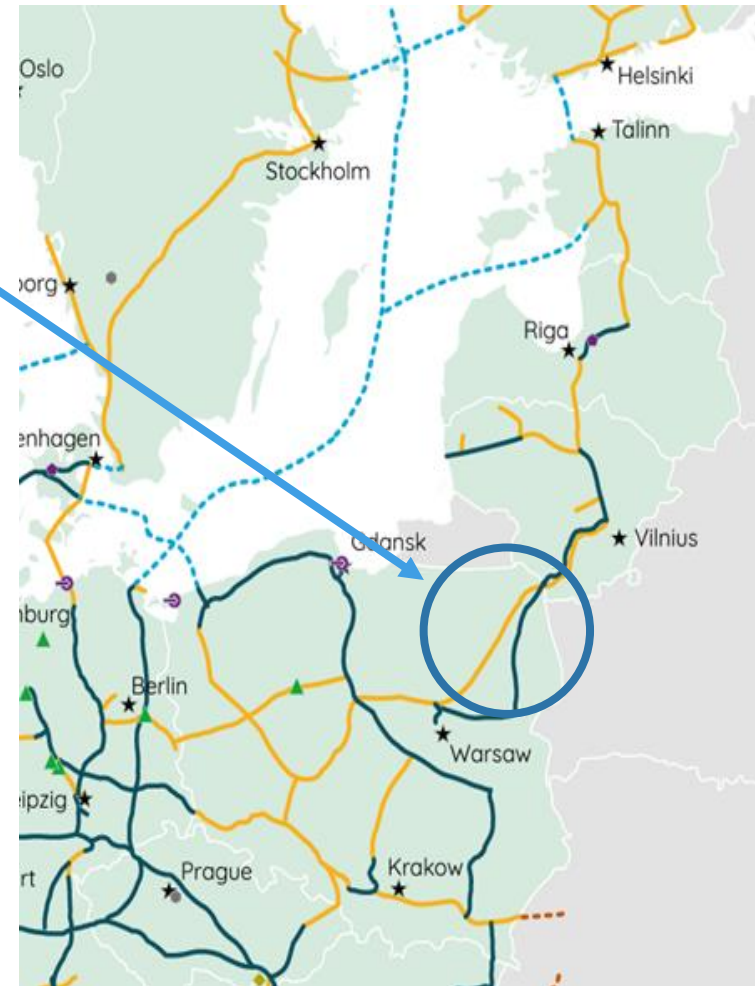 Oslo
Helsinki
Talinn
Stockholm
borg
Riga
enhagen
Gdansk
Vilnius
nburg
Berlin
Warsaw
eipzig
Prague
Krakow
rt